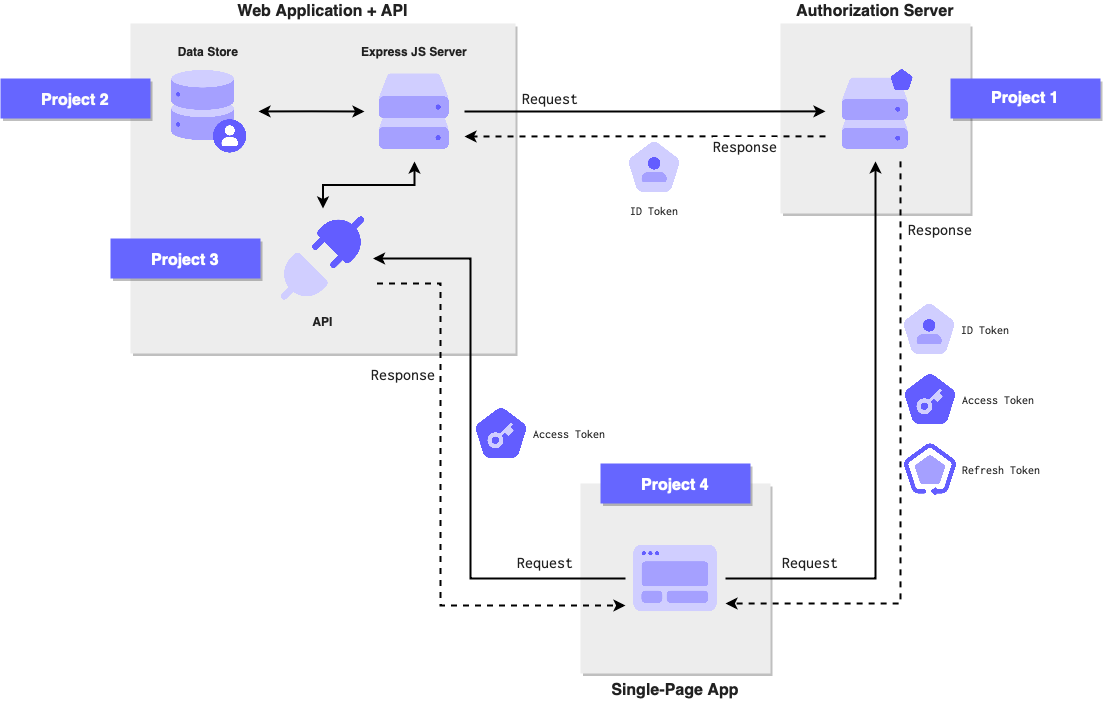 Web Application + API
Authorization Server
Data Store
Express JS Server
Project 2
Project 1
Request
Response
ID Token
Response
Project 3
API
ID Token
Response
Access Token
Access Token
Refresh Token
Project 4
Request
Request
Single-Page App